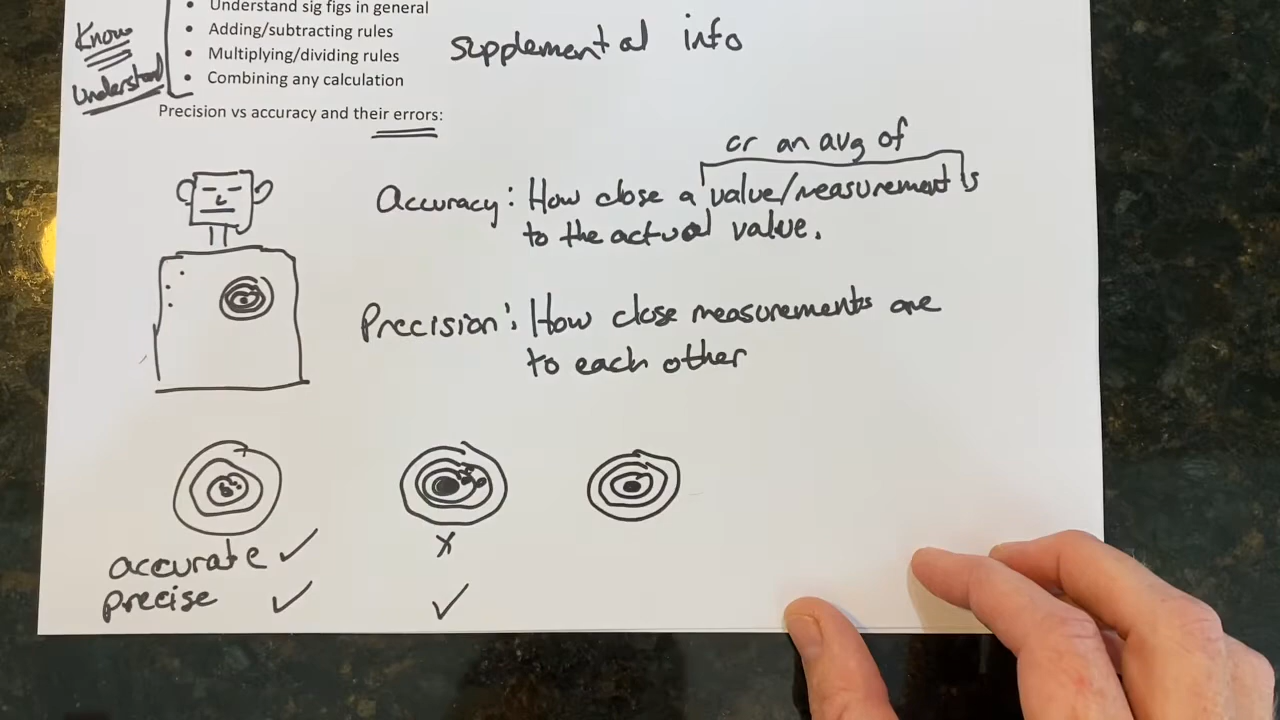 • Understand sig figs in general
• Adding/subtracting rules
• Multiplying/dividing rules
• Combining any calculation
Know
Understand
supplemental info
Precision vs accuracy and their errors:
or an avg of
Accuracy: How close a value/measurement is
to the actual value.
Precision: How close measurements are
to each other
accurate ✓ X
precise ✓ ✓